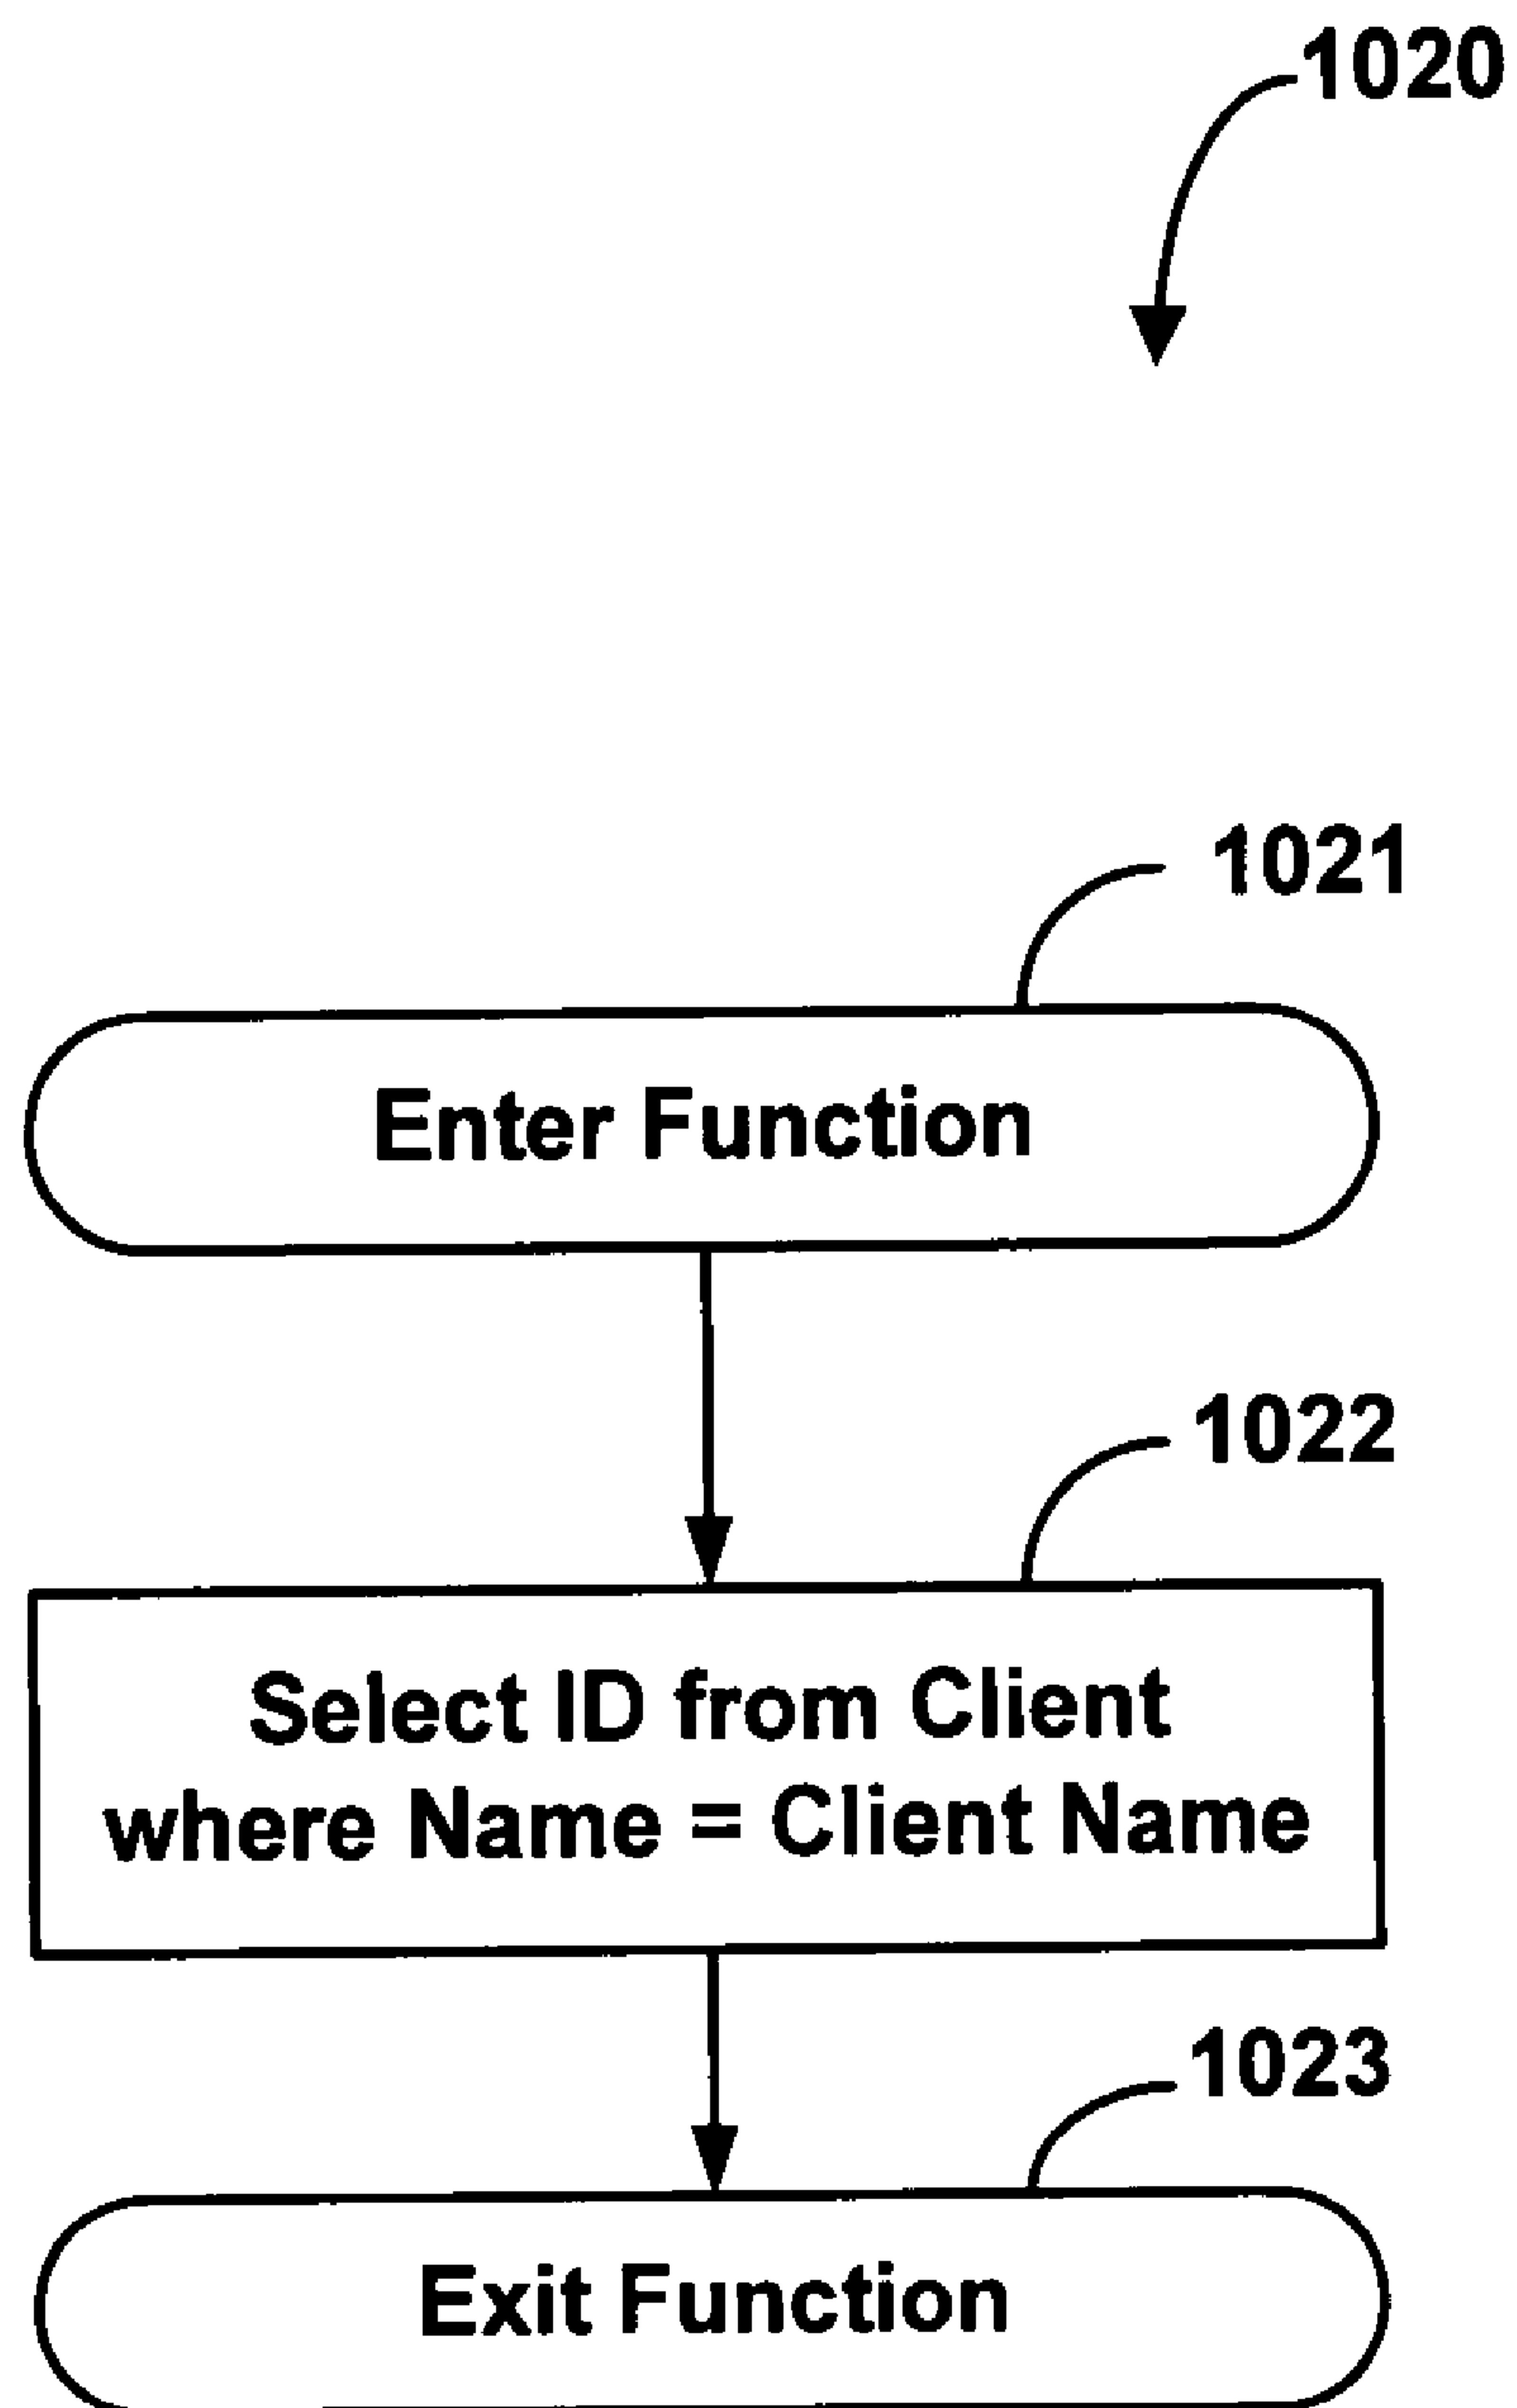 1020
1021
Enter Function
1022
Select ID from Client
where Name = Client Name
1023
Exit Function